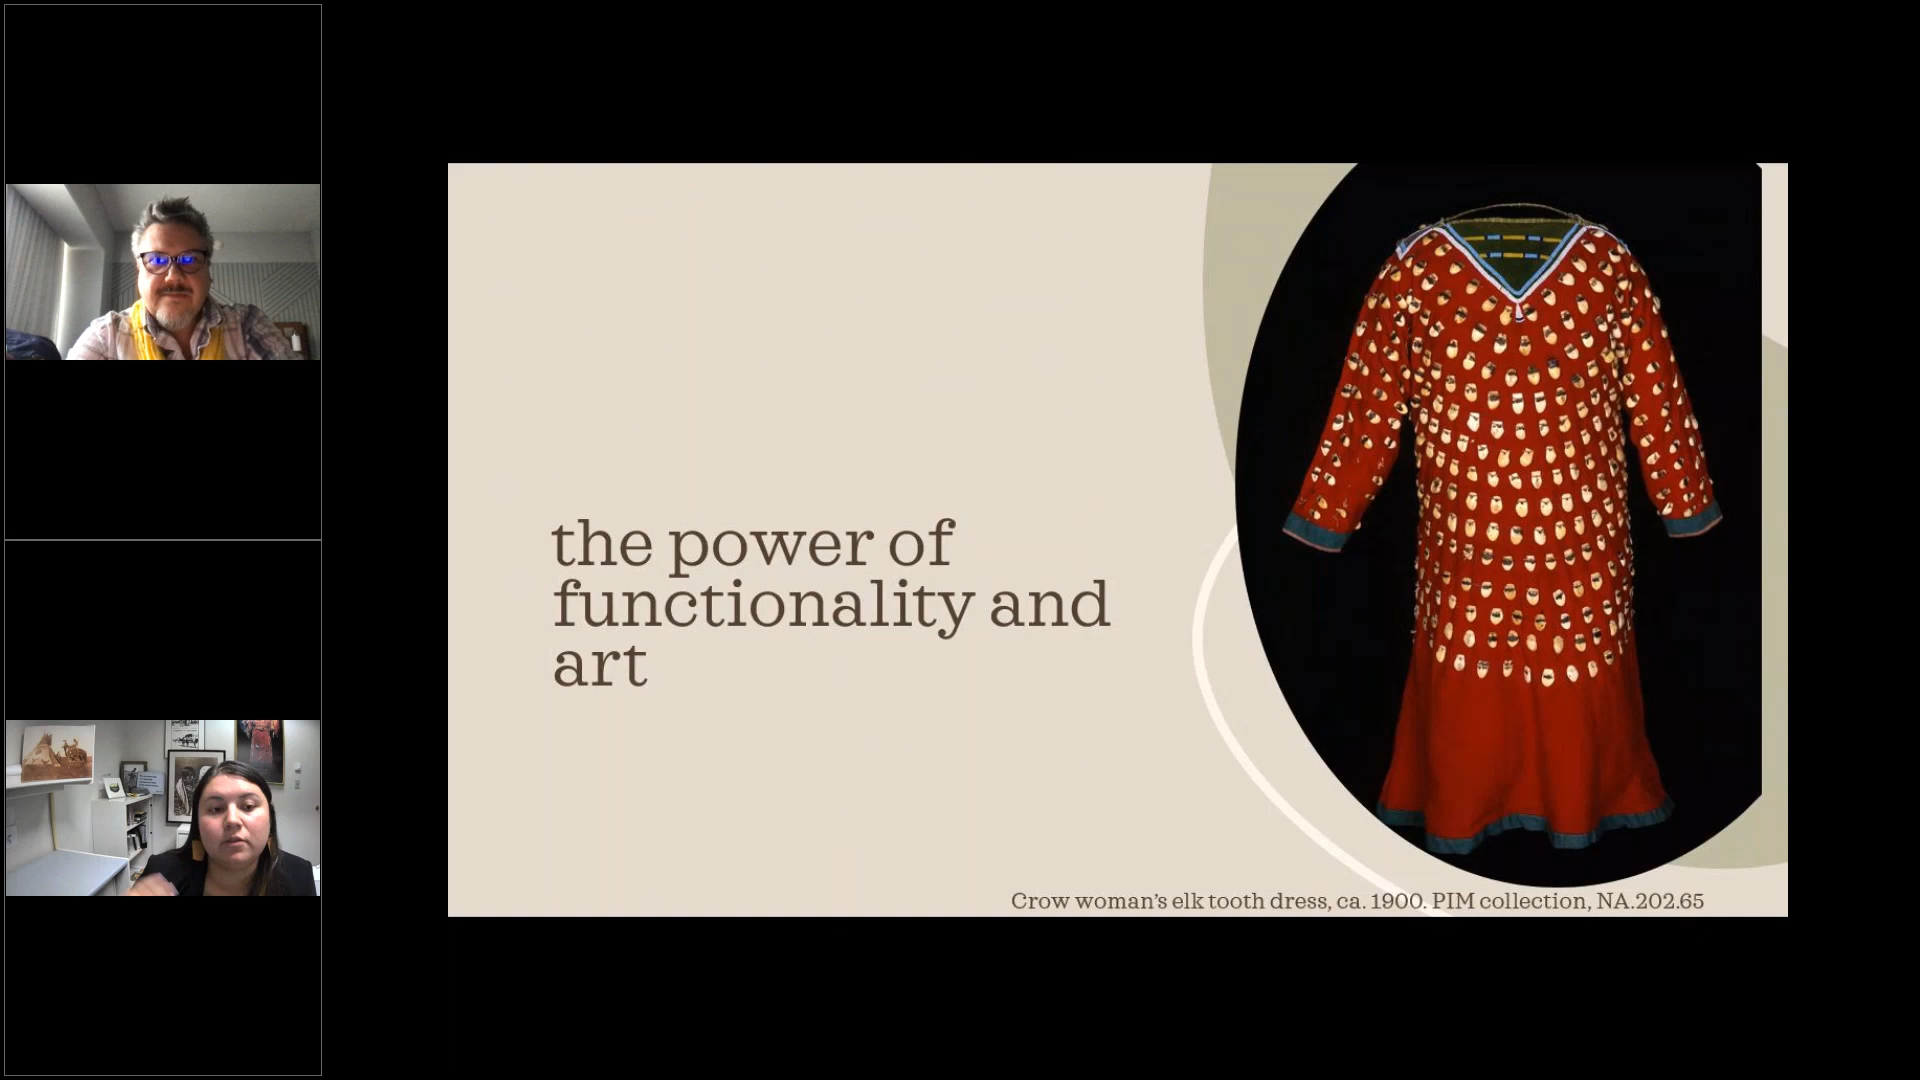 the power of
functionality and
art
Crow woman's elk tooth dress, ca. 1900. PIM collection, NA.202.65